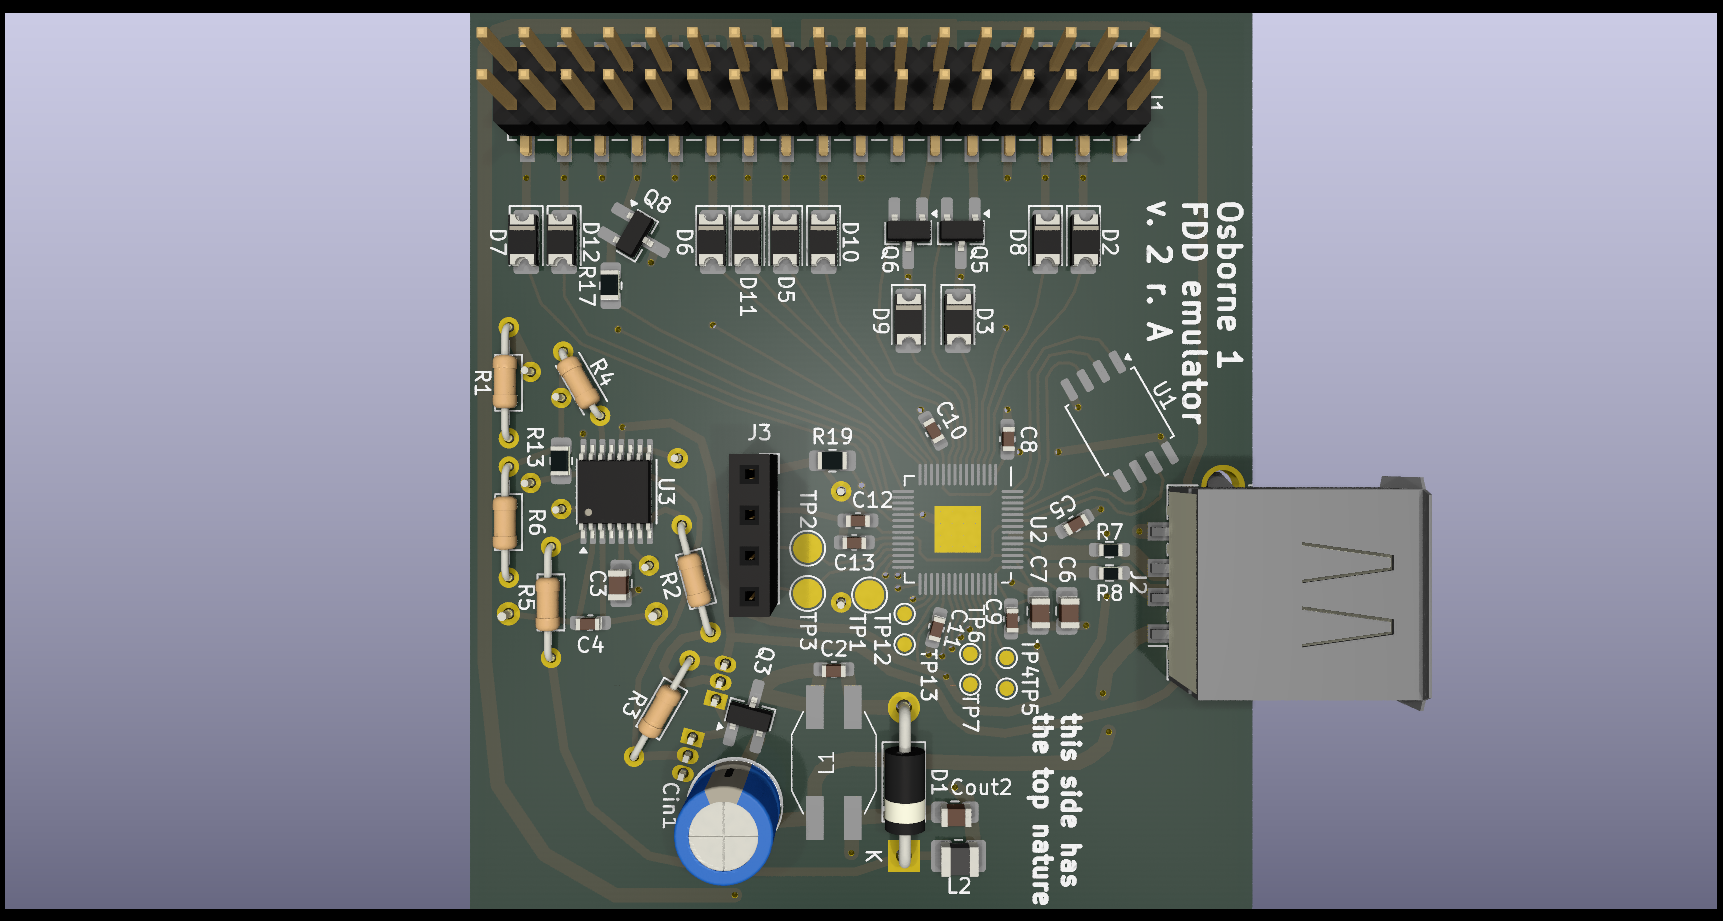 J1
Q8
D7
D12
R17
D6
D11
D5
D10
Q6
Q5
D9
D3
D8
D2
Osborne 1
FDD emulator
v. 2 r. A
R1
R4
R13
U3
R6
R5
C3
C4
R2
R3
Q3
J3
R19
TP2
C12
C13
TP3
TP1
TP12
C2
TP13
C10
C8
U1
U2
C5
R7
R8
J2
C7
C6
C9
C11
TP6
TP7
TP4
TP5
Cin1
L1
D1
K
Cout2
L2
this side has
the top nature